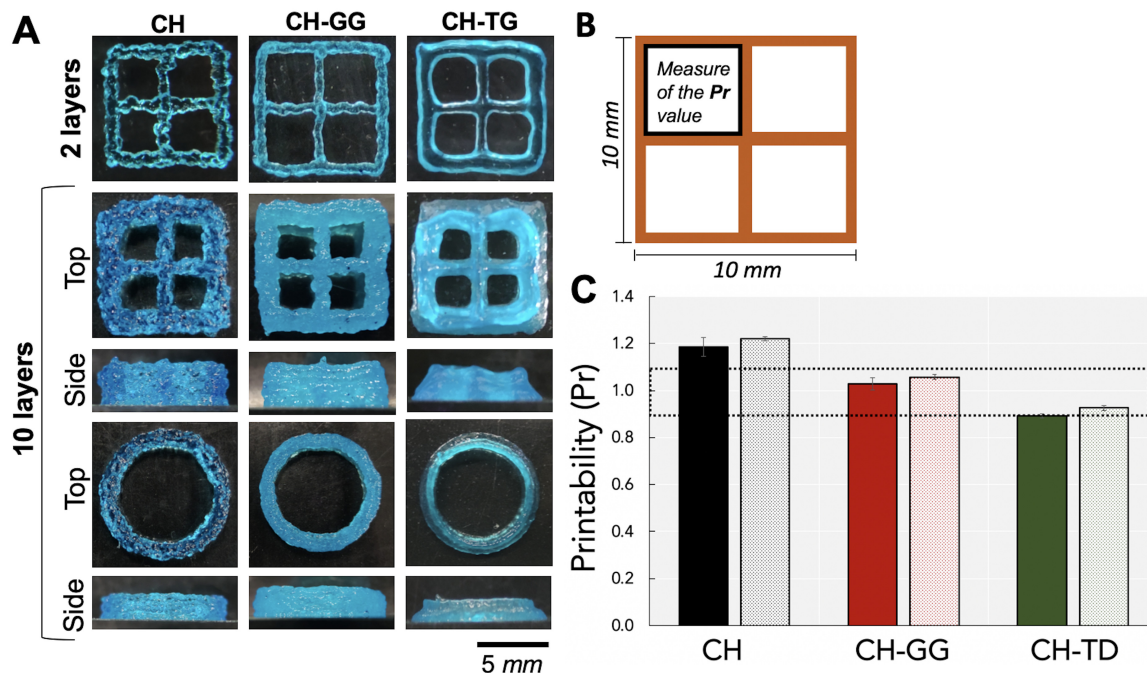 A
CH
CH-GG
CH-TG
2 layers
10 layers
Top
Side
Top
Side
5 mm
B
Measure
of the Pr
value
10 mm
10 mm
C
Printability (Pr)
1.4
1.2
1.0
0.8
0.6
0.4
0.2
0.0
CH
CH-GG
CH-TD